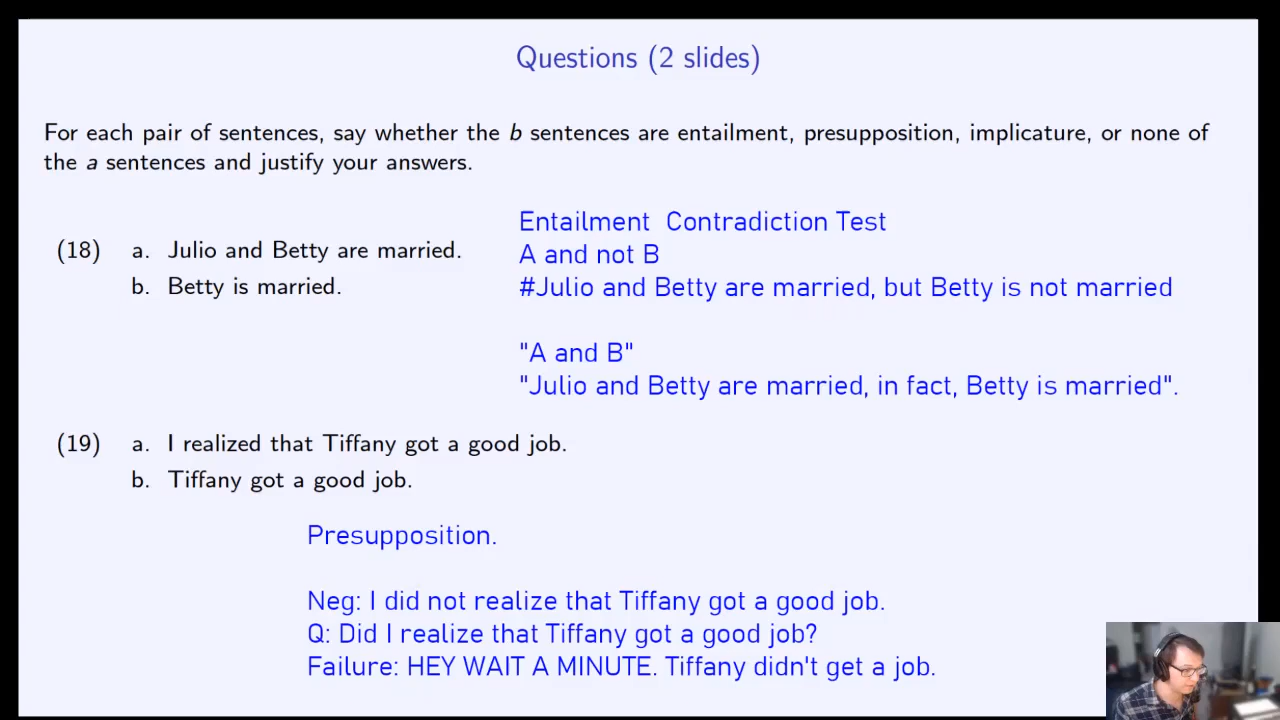 Questions (2 slides)
For each pair of sentences, say whether the b sentences are entailment, presupposition, implicature, or none of
the a sentences and justify your answers.
Entailment  Contradiction Test
(18) a. Julio and Betty are married.
A and not B
b. Betty is married.
#Julio and Betty are married, but Betty is not married
"A and B"
"Julio and Betty are married, in fact, Betty is married".
(19) a. I realized that Tiffany got a good job.
b. Tiffany got a good job.
Presupposition.
Neg: I did not realize that Tiffany got a good job.
Q: Did I realize that Tiffany got a good job?
Failure: HEY WAIT A MINUTE. Tiffany didn't get a job.